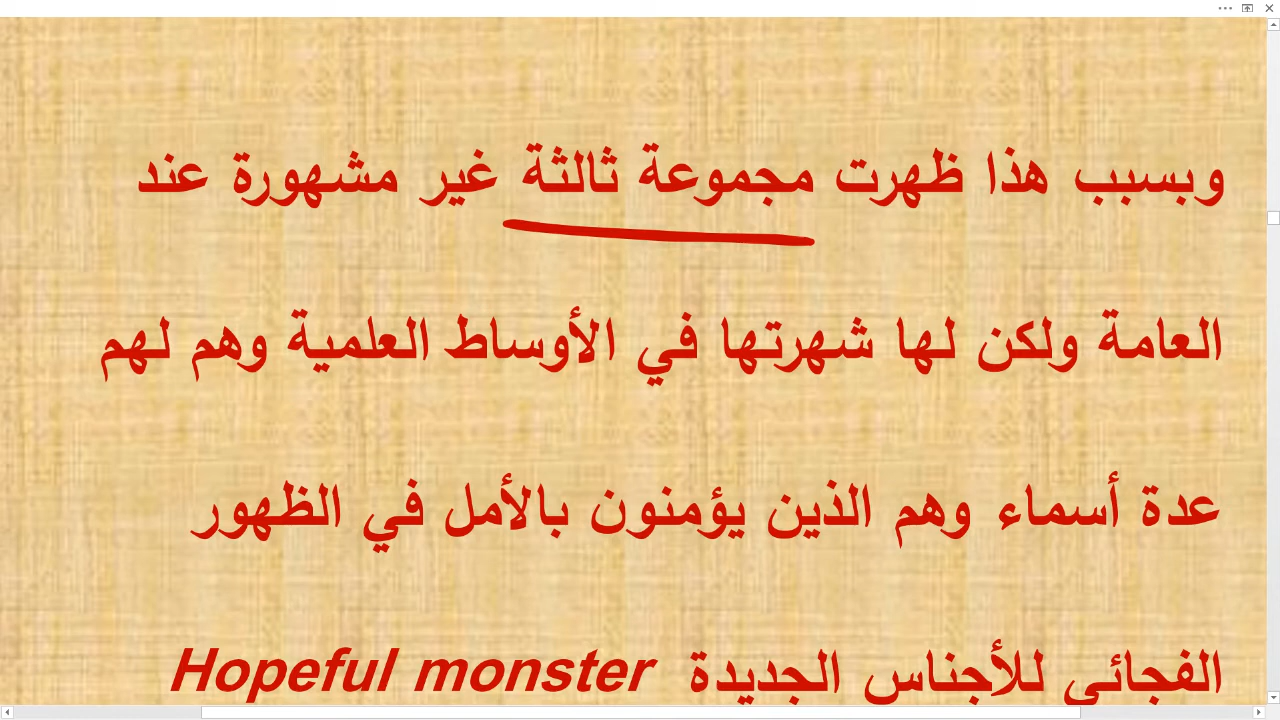 وبسبب هذا ظهرت مجموعة ثالثة غير مشهورة عند
العامة ولكن لها شهرتها في الأوساط العلمية وهم لهم
عدة أسماء وهم الذين يؤمنون بالأمل في الظهور
الفجائي للأجناس الجديدة Hopeful monster